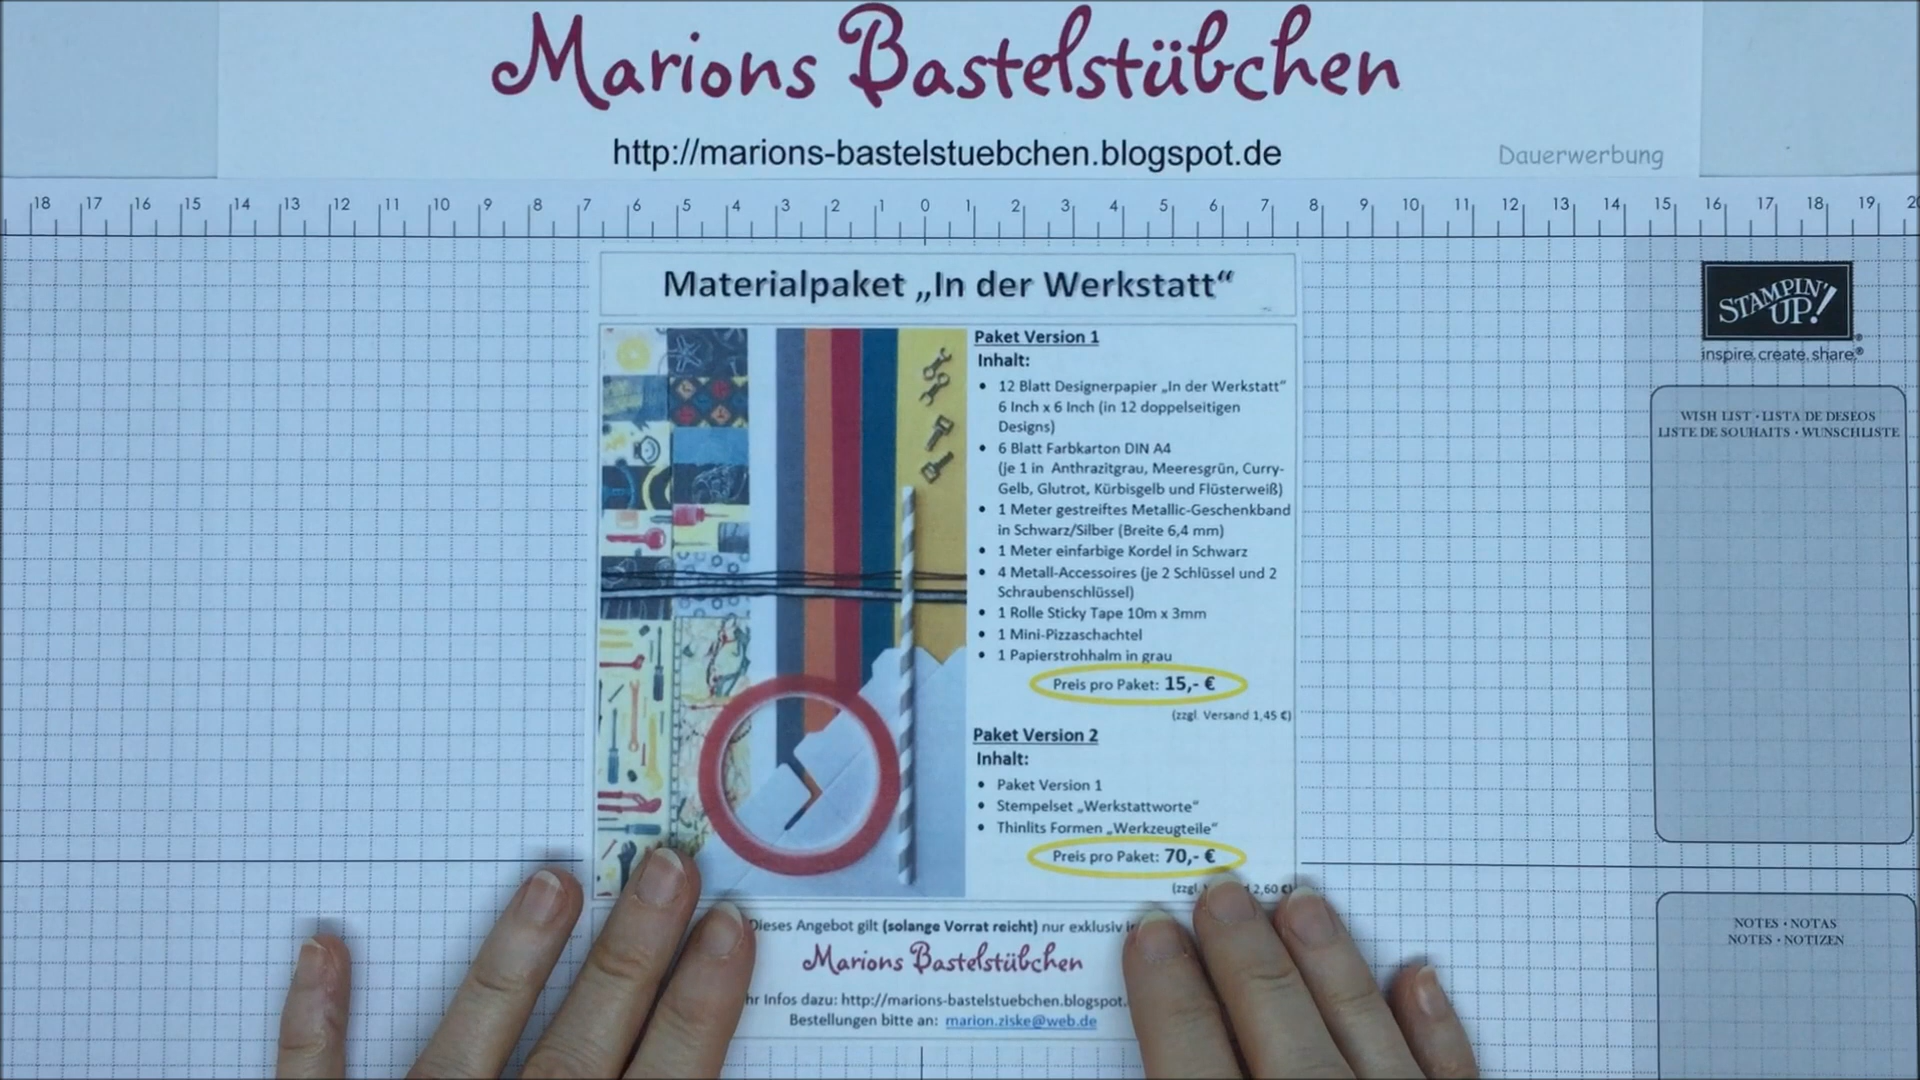 Marions Bastelstübchen
http://marions-bastelstuebchen.blogspot.de
Dauerwerbung
18 17 16 15 14 13 12 11 10 9 8 7 6 5 4 3 2 1 0 1 2 3 4 5 6 7 8 9 10 11 12 13 14 15 16 17 18 19 20
Materialpaket „In der Werkstatt“
Paket Version 1
Inhalt:
• 12 Blatt Designerpapier „In der Werkstatt“
6 Inch x 6 Inch (in 12 doppelseitigen
Designs)
• 6 Blatt Farbkarton DIN A4
(je 1 in Anthrazitgrau, Meeresgrün, Curry-
Gelb, Glutrot, Kürbisgelb und Flüsterweiß)
• 1 Meter gestreiftes Metallic-Geschenkband
in Schwarz/Silber (Breite 6,4 mm)
• 1 Meter einfarbige Kordel in Schwarz
• 4 Metall-Accessoires (je 2 Schlüssel und 2
Schraubenschlüssel)
• 1 Rolle Sticky Tape 10m x 3mm
• 1 Mini-Pizzaschachtel
• 1 Papierstrohhalm in grau
Preis pro Paket: 15,- €
(zzgl. Versand 1,45 €)
Paket Version 2
Inhalt:
• Paket Version 1
• Stempelset „Werkstattworte“
• Thinlits Formen „Werkzeugteile“
Preis pro Paket: 70,- €
(zzgl. 2,60 €)
Dieses Angebot gilt (solange Vorrat reicht) nur exklusiv
Marions Bastelstübchen
hr Infos dazu: http://marions-bastelstuebchen.blogspot.
Bestellungen bitte an: marion.ziske@web.de
STAMPIN' UP!®
inspire.create.share®
WISH LIST • LISTA DE DESEOS
LISTE DE SOUHAITS • WUNSCHLISTE
NOTES • NOTAS
NOTES • NOTIZEN